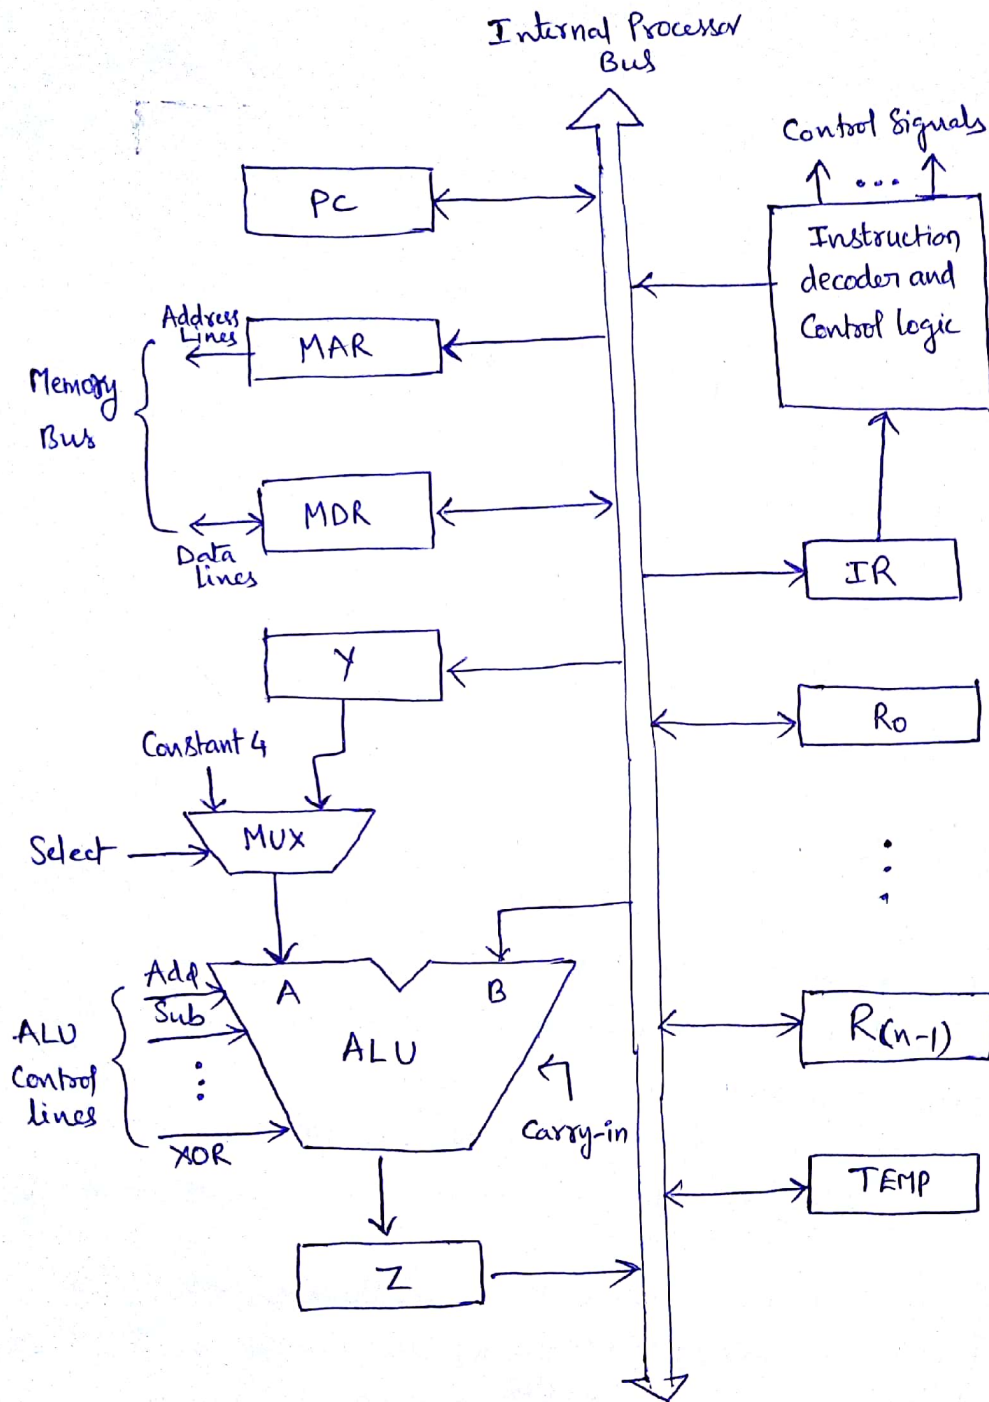 Internal Processor
Bus
Control Signals
...
PC
Instruction
decoder and
Control logic
Address
Lines
MAR
Memory
Bus
MDR
Data
lines
IR
Y
R0
Constant 4
MUX
Select
Add
A
B
Sub
ALU
Control
lines
ALU
R(n-1)
Carry-in
XOR
TEMP
Z